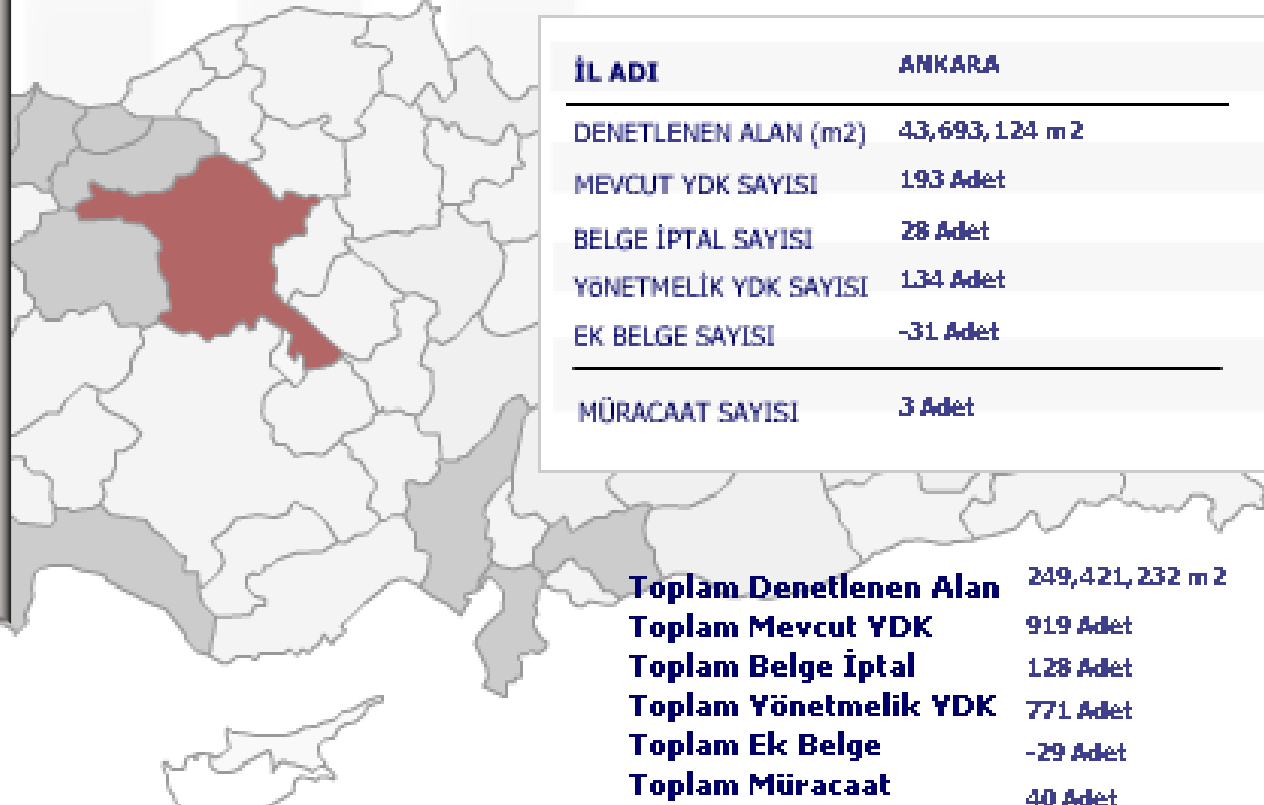 İL ADI ANKARA
DENETLENEN ALAN (m2) 43,693,124 m2
MEVCUT YDK SAYISI 193 Adet
BELGE İPTAL SAYISI 28 Adet
YöNETMELİK YDK SAYISI 134 Adet
EK BELGE SAYISI -31 Adet
MÜRACAAT SAYISI 3 Adet
Toplam Denetlenen Alan 249,421,232 m2
Toplam Mevcut YDK 919 Adet
Toplam Belge İptal 128 Adet
Toplam Yönetmelik YDK 771 Adet
Toplam Ek Belge -29 Adet
Toplam Müracaat 40 Adet